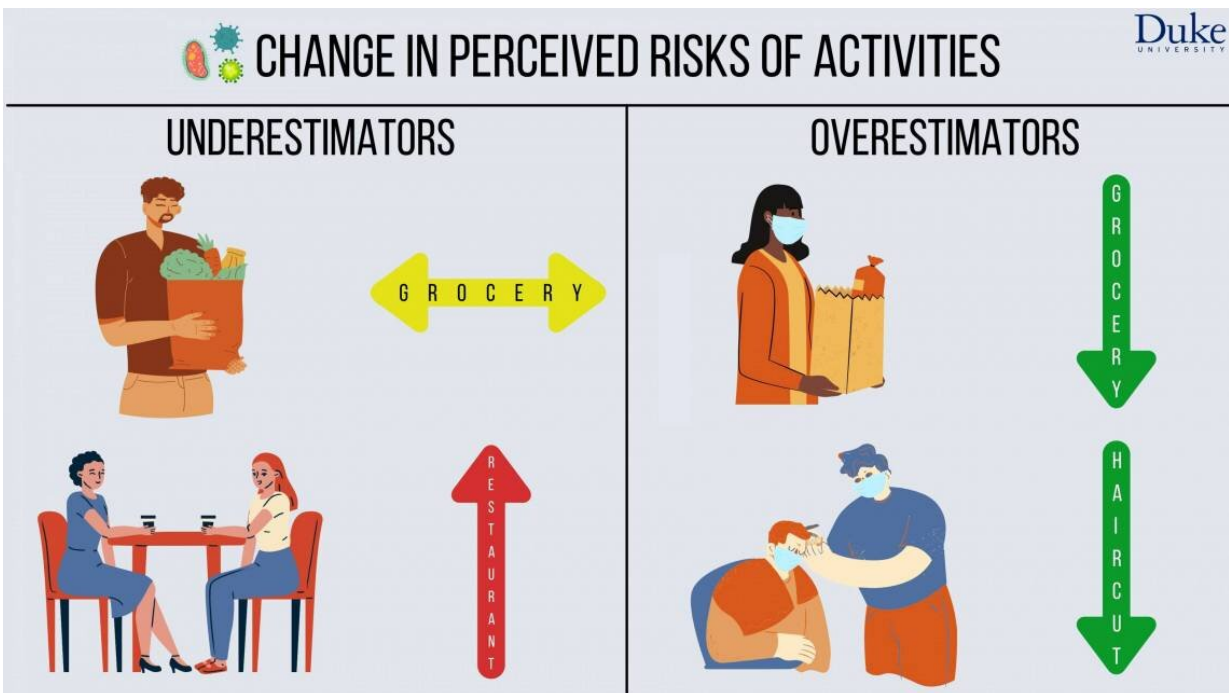 CHANGE IN PERCEIVED RISKS OF ACTIVITIES
Duke
UNIVERSITY
UNDERESTIMATORS
GROCERY
RESTAURANT
OVERESTIMATORS
GROCERY
HAIRCUT